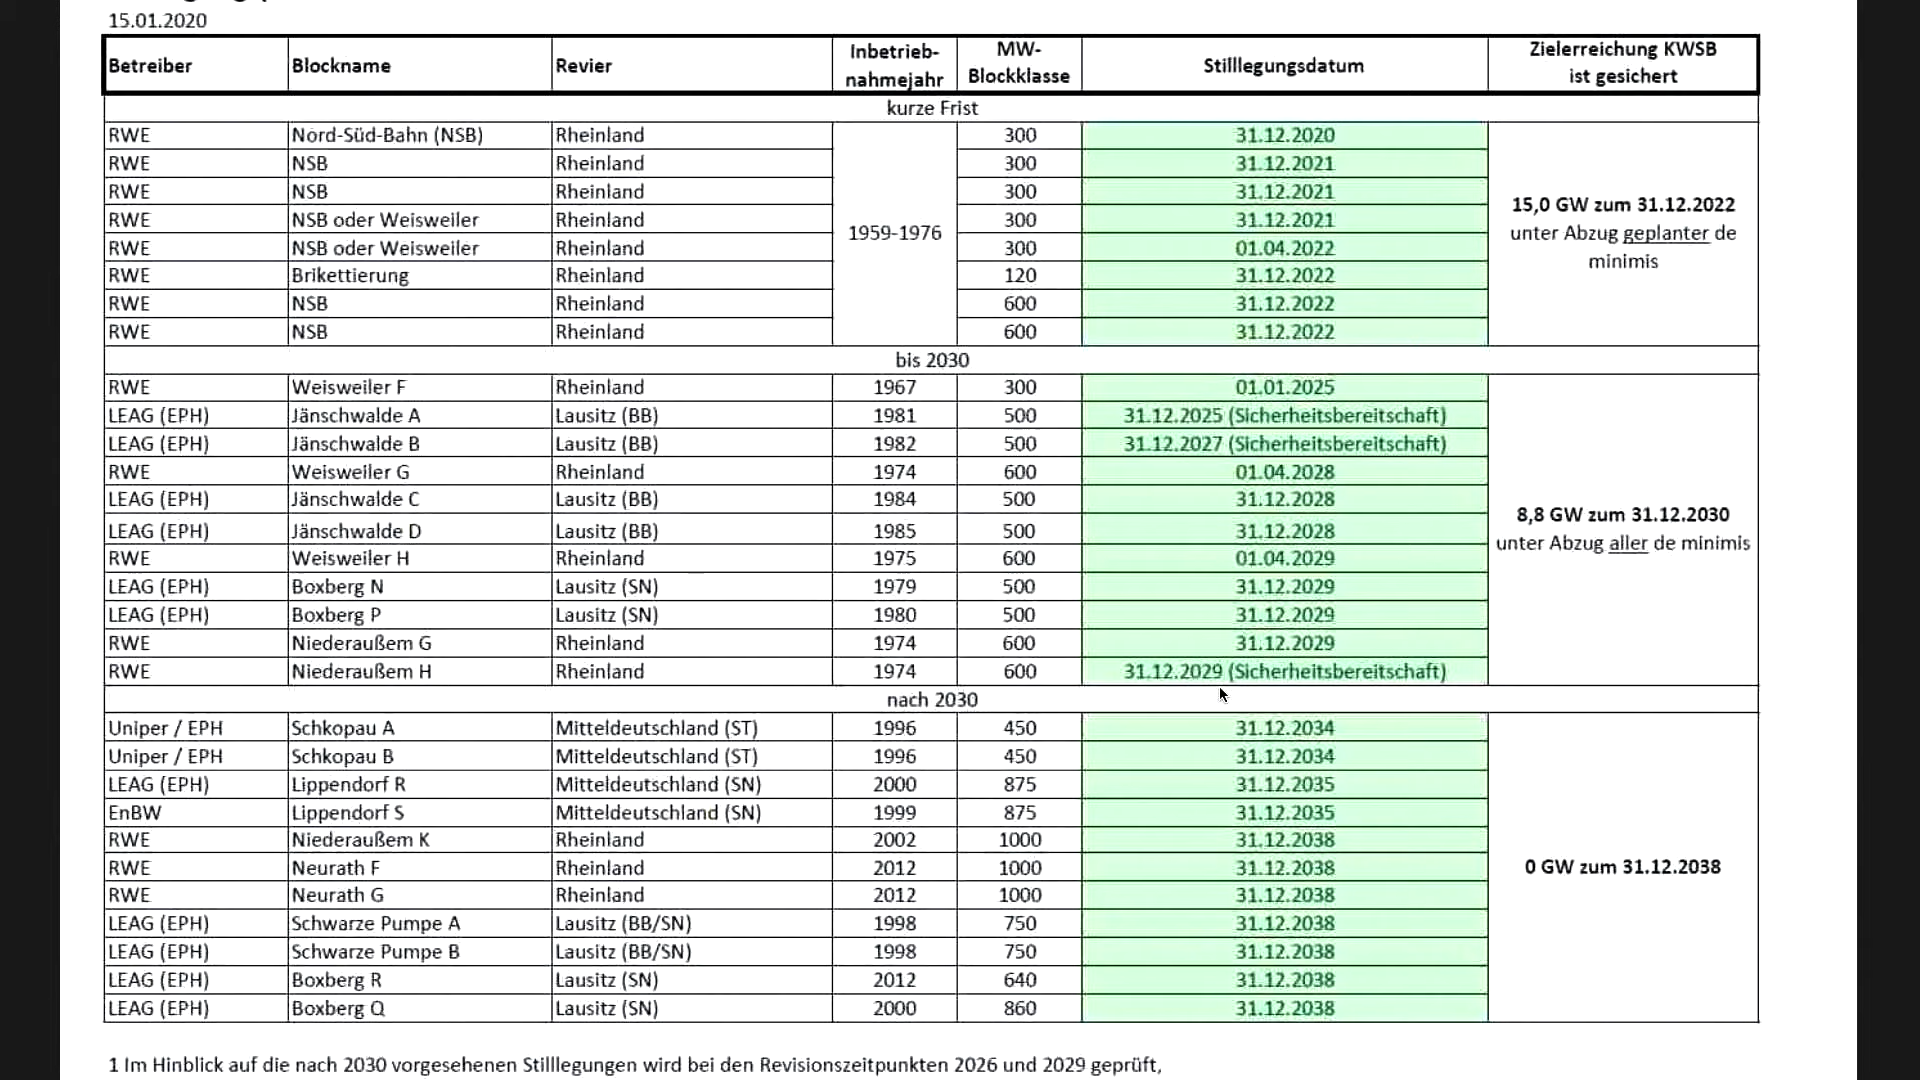 15.01.2020
Betreiber Blockname Revier Inbetrieb-nahmejahr MW-Blockklasse Stilllegungsdatum Zielerreichung KWSB ist gesichert
kurze Frist
RWE Nord-Süd-Bahn (NSB) Rheinland 300 31.12.2020
RWE NSB Rheinland 300 31.12.2021
RWE NSB Rheinland 300 31.12.2021
RWE NSB oder Weisweiler Rheinland 300 31.12.2021
RWE NSB oder Weisweiler Rheinland 300 01.04.2022
RWE Brikettierung Rheinland 120 31.12.2022
RWE NSB Rheinland 600 31.12.2022
RWE NSB Rheinland 600 31.12.2022
1959-1976
15,0 GW zum 31.12.2022
unter Abzug geplanter de
minimis
bis 2030
RWE Weisweiler F Rheinland 1967 300 01.01.2025
LEAG (EPH) Jänschwalde A Lausitz (BB) 1981 500 31.12.2025 (Sicherheitsbereitschaft)
LEAG (EPH) Jänschwalde B Lausitz (BB) 1982 500 31.12.2027 (Sicherheitsbereitschaft)
RWE Weisweiler G Rheinland 1974 600 01.04.2028
LEAG (EPH) Jänschwalde C Lausitz (BB) 1984 500 31.12.2028
LEAG (EPH) Jänschwalde D Lausitz (BB) 1985 500 31.12.2028
RWE Weisweiler H Rheinland 1975 600 01.04.2029
LEAG (EPH) Boxberg N Lausitz (SN) 1979 500 31.12.2029
LEAG (EPH) Boxberg P Lausitz (SN) 1980 500 31.12.2029
RWE Niederaußem G Rheinland 1974 600 31.12.2029
RWE Niederaußem H Rheinland 1974 600 31.12.2029 (Sicherheitsbereitschaft)
8,8 GW zum 31.12.2030
unter Abzug aller de minimis
nach 2030
Uniper / EPH Schkopau A Mitteldeutschland (ST) 1996 450 31.12.2034
Uniper / EPH Schkopau B Mitteldeutschland (ST) 1996 450 31.12.2034
LEAG (EPH) Lippendorf R Mitteldeutschland (SN) 2000 875 31.12.2035
EnBW Lippendorf S Mitteldeutschland (SN) 1999 875 31.12.2035
RWE Niederaußem K Rheinland 2002 1000 31.12.2038
RWE Neurath F Rheinland 2012 1000 31.12.2038
RWE Neurath G Rheinland 2012 1000 31.12.2038
LEAG (EPH) Schwarze Pumpe A Lausitz (BB/SN) 1998 750 31.12.2038
LEAG (EPH) Schwarze Pumpe B Lausitz (BB/SN) 1998 750 31.12.2038
LEAG (EPH) Boxberg R Lausitz (SN) 2012 640 31.12.2038
LEAG (EPH) Boxberg Q Lausitz (SN) 2000 860 31.12.2038
0 GW zum 31.12.2038
1 Im Hinblick auf die nach 2030 vorgesehenen Stilllegungen wird bei den Revisionszeitpunkten 2026 und 2029 geprüft,